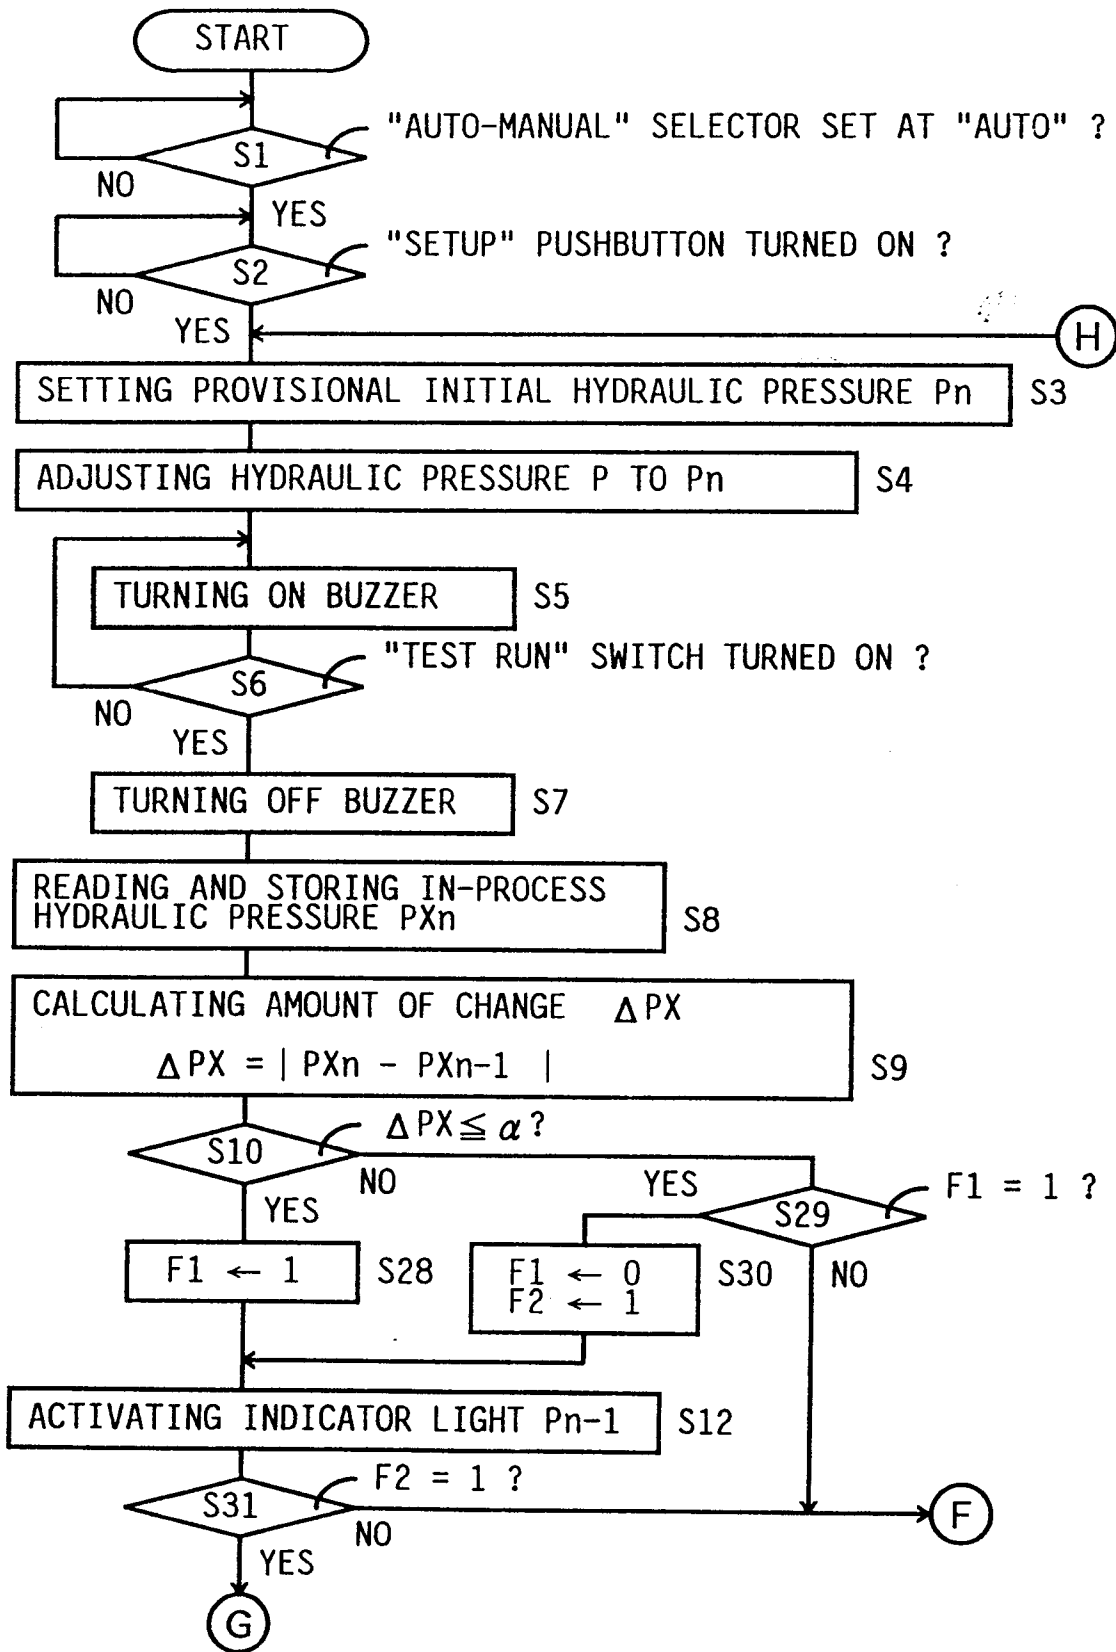 START
"AUTO-MANUAL" SELECTOR SET AT "AUTO" ?
S1
NO
YES
"SETUP" PUSHBUTTON TURNED ON ?
S2
NO
YES
H
SETTING PROVISIONAL INITIAL HYDRAULIC PRESSURE Pn
S3
ADJUSTING HYDRAULIC PRESSURE P TO Pn
S4
TURNING ON BUZZER
S5
"TEST RUN" SWITCH TURNED ON ?
S6
NO
YES
TURNING OFF BUZZER
S7
READING AND STORING IN-PROCESS
HYDRAULIC PRESSURE PXn
S8
CALCULATING AMOUNT OF CHANGE ΔPX
ΔPX = | PXn - PXn-1 |
S9
ΔPX ≦ α ?
S10
NO
YES
YES
F1 = 1 ?
S29
NO
F1 ← 1
S28
F1 ← 0
F2 ← 1
S30
ACTIVATING INDICATOR LIGHT Pn-1
S12
F2 = 1 ?
S31
NO
YES
F
G